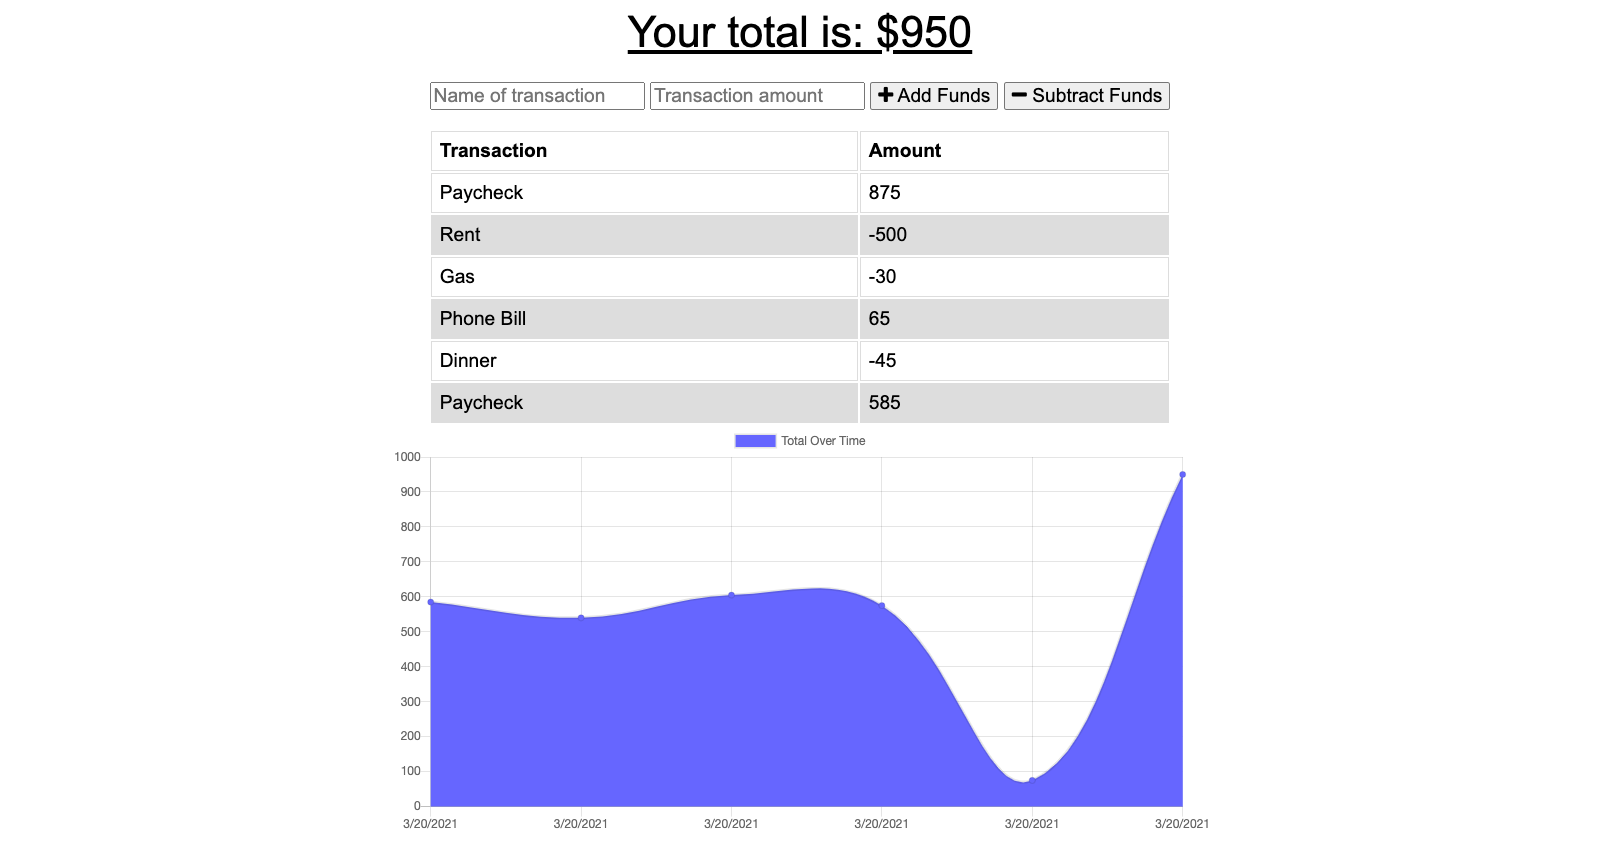 Your total is: $950
Name of transaction Transaction amount Add Funds Subtract Funds
Transaction Amount
Paycheck 875
Rent -500
Gas -30
Phone Bill 65
Dinner -45
Paycheck 585
Total Over Time
1000
900
800
700
600
500
400
300
200
100
0
3/20/2021 3/20/2021 3/20/2021 3/20/2021 3/20/2021 3/20/2021